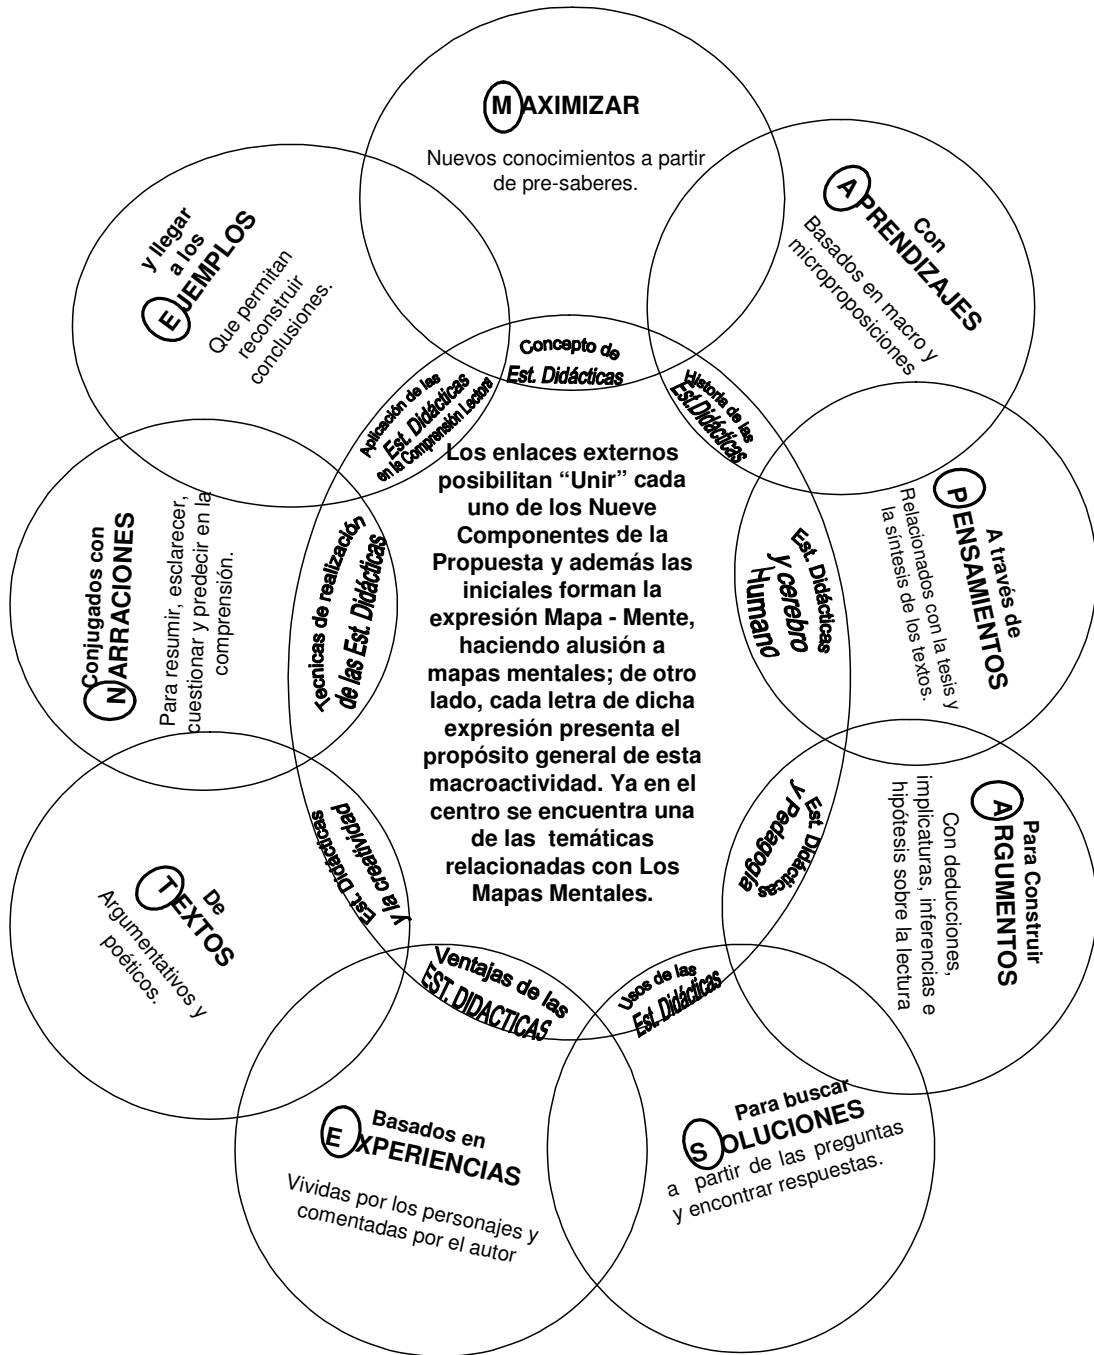 MAXIMIZAR
Nuevos conocimientos a partir
de pre-saberes.
Con
APRENDIZAJES
Basados en macro y
microproposiciones
A través de
PENSAMIENTOS
Relacionados con la tesis y
la síntesis de los textos.
Para Construir
ARGUMENTOS
Con deducciones,
implicaturas, inferencias e
hipótesis sobre la lectura
Para buscar
SOLUCIONES
a partir de las preguntas
y encontrar respuestas.
Basados en
EXPERIENCIAS
Vividas por los personajes y
comentadas por el autor
De
TEXTOS
Argumentativos y
poéticos.
Conjugados con
NARRACIONES
Para resumir, esclarecer,
cuestionar y predecir en la
comprensión.
y llegar
a los
EJEMPLOS
Que permitan
reconstruir
conclusiones.
Concepto de
Est. Didácticas
Historia de las
Est.Didácticas
Est. Didácticas
y cerebro
Humano
Est. Didácticas
y Pedagogía
Usos de las
Est. Didácticas
Ventajas de las
EST.DIDACTICAS
Est. Didácticas
y la creatividad
Tecnicas de realización
de las Est. Didácticas
Aplicación de las
Est. Didácticas
en la Comprensión Lectora
Los enlaces externos
posibilitan “Unir” cada
uno de los Nueve
Componentes de la
Propuesta y además las
iniciales forman la
expresión Mapa - Mente,
haciendo alusión a
mapas mentales; de otro
lado, cada letra de dicha
expresión presenta el
propósito general de esta
macroactividad. Ya en el
centro se encuentra una
de las temáticas
relacionadas con Los
Mapas Mentales.